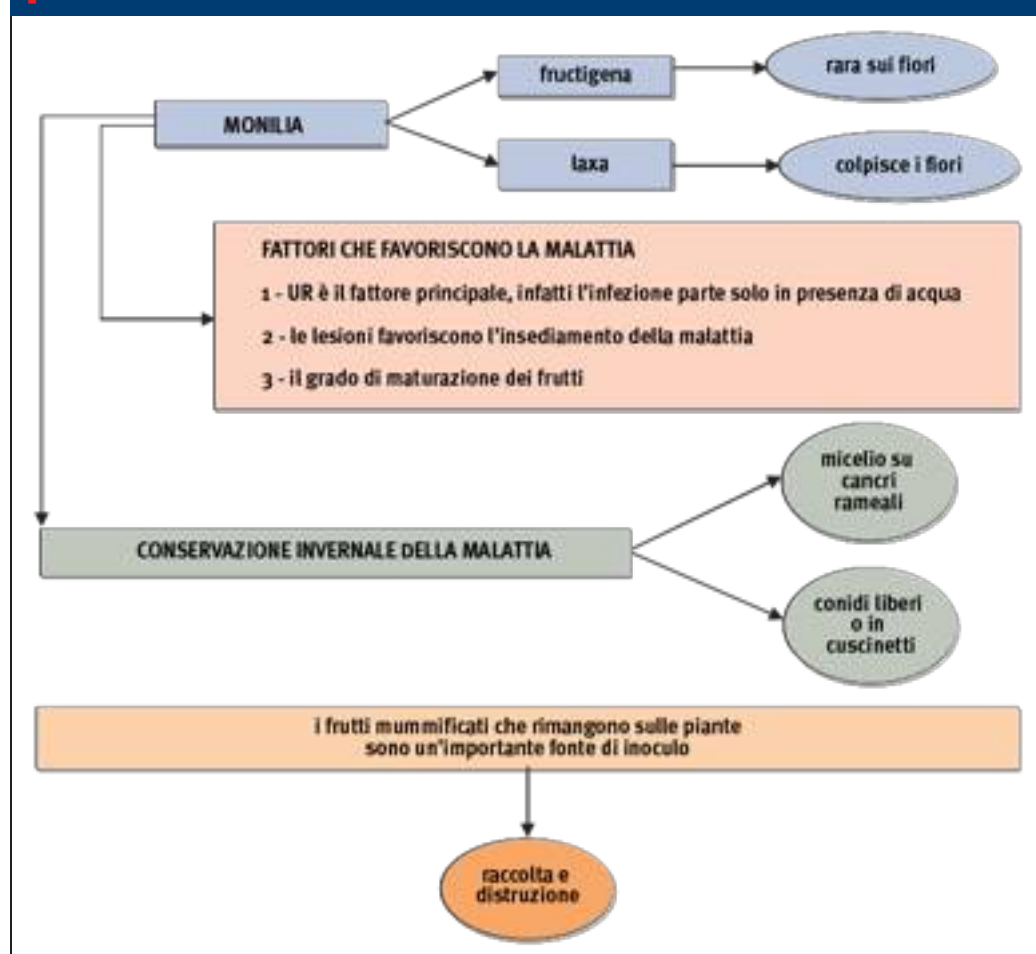 MONILIA
fructigena
rara sui fiori
laxa
colpisce i fiori
FATTORI CHE FAVORISCONO LA MALATTIA
1 - UR è il fattore principale, infatti l'infezione parte solo in presenza di acqua
2 - le lesioni favoriscono l'insediamento della malattia
3 - il grado di maturazione dei frutti
CONSERVAZIONE INVERNALE DELLA MALATTIA
micelio su
cancri
rameali
conidi liberi
o in
cuscinetti
i frutti mummificati che rimangono sulle piante
sono un'importante fonte di inoculo
raccolta e
distruzione